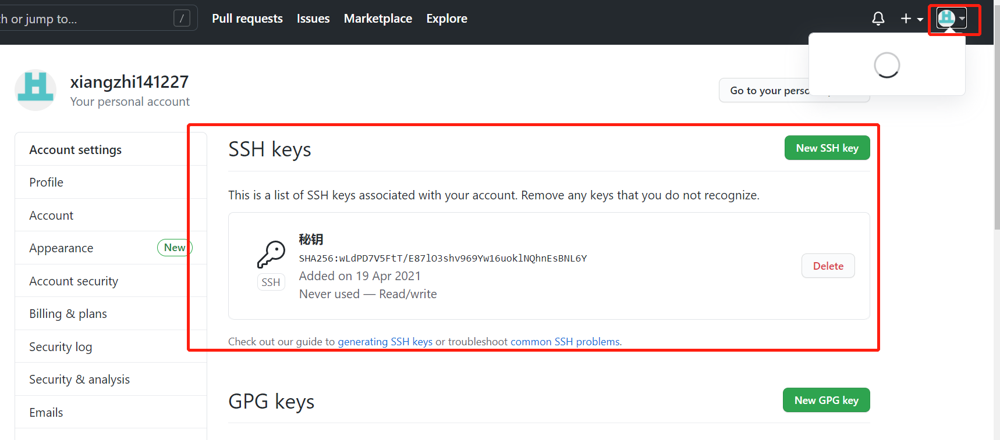 h or jump to...
/
Pull requests
Issues
Marketplace
Explore
xiangzhi141227
Your personal account
Go to your perso
Account settings
Profile
Account
Appearance
New
Account security
Billing & plans
Security log
Security & analysis
Emails
SSH keys
New SSH key
This is a list of SSH keys associated with your account. Remove any keys that you do not recognize.
秘钥
SHA256:wLdPD7V5FtT/E87lO3shv969Yw16uoklNQhnEsBNL6Y
Added on 19 Apr 2021
Never used — Read/write
SSH
Delete
Check out our guide to generating SSH keys or troubleshoot common SSH problems.
GPG keys
New GPG key